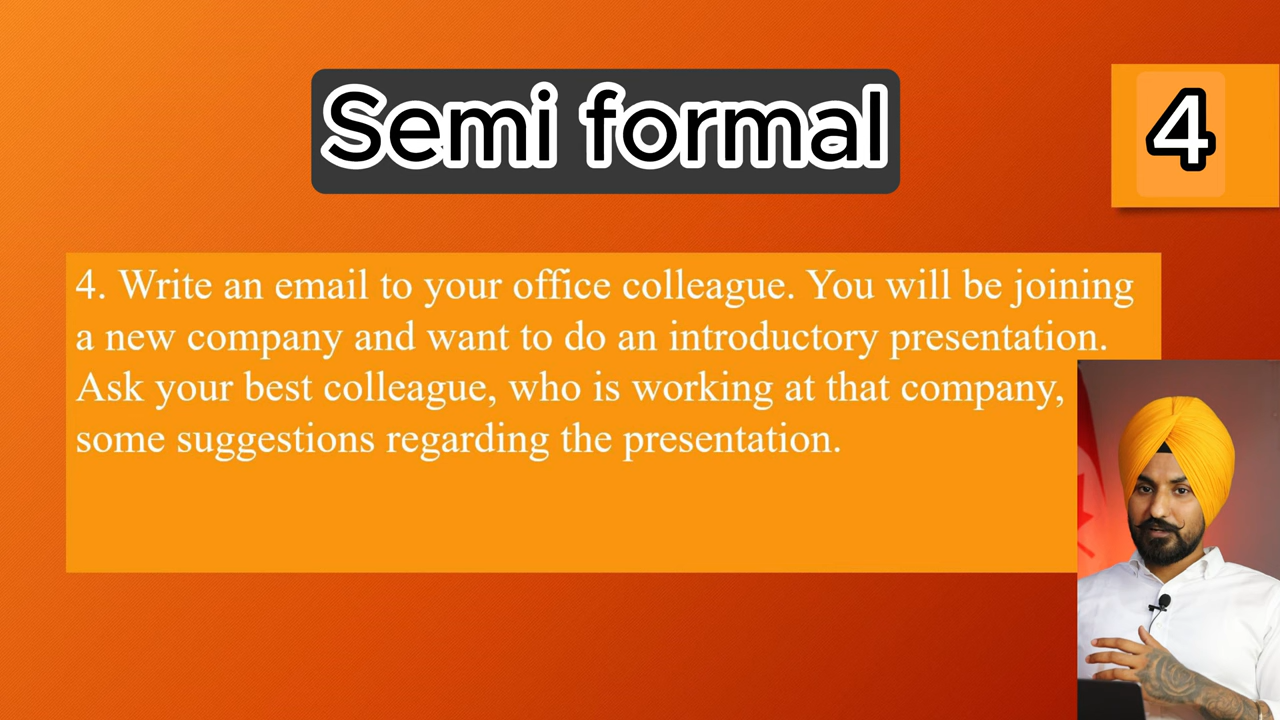 Semi formal
4
4. Write an email to your office colleague. You will be joining
a new company and want to do an introductory presentation.
Ask your best colleague, who is working at that company,
some suggestions regarding the presentation.